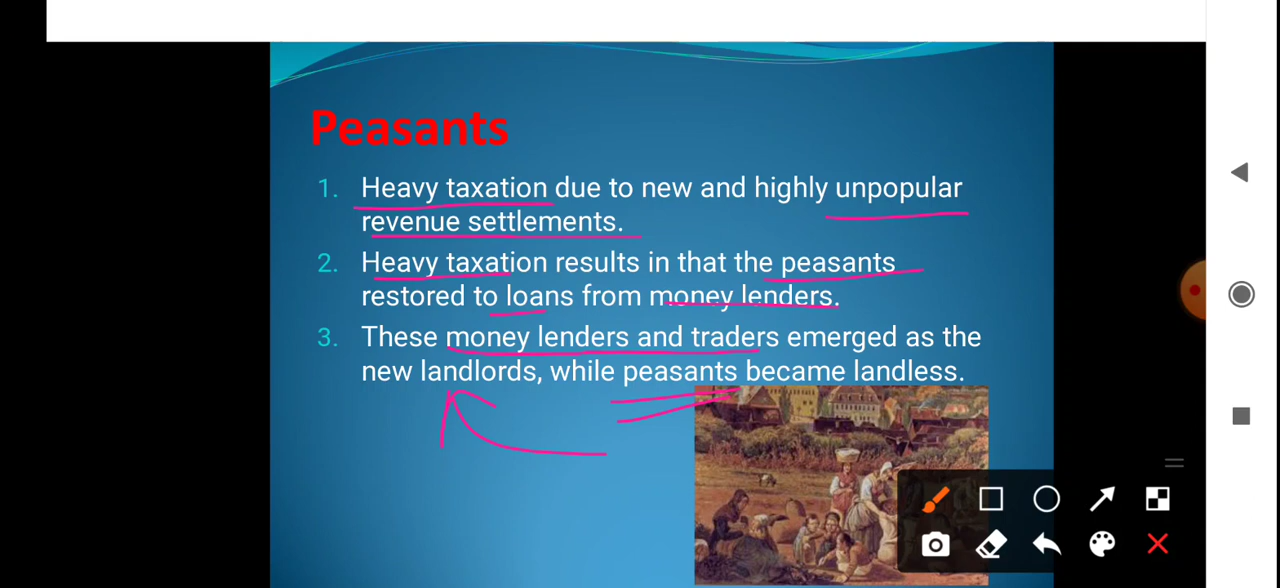 Peasants
1. Heavy taxation due to new and highly unpopular
revenue settlements.
2. Heavy taxation results in that the peasants
restored to loans from money lenders.
3. These money lenders and traders emerged as the
new landlords, while peasants became landless.